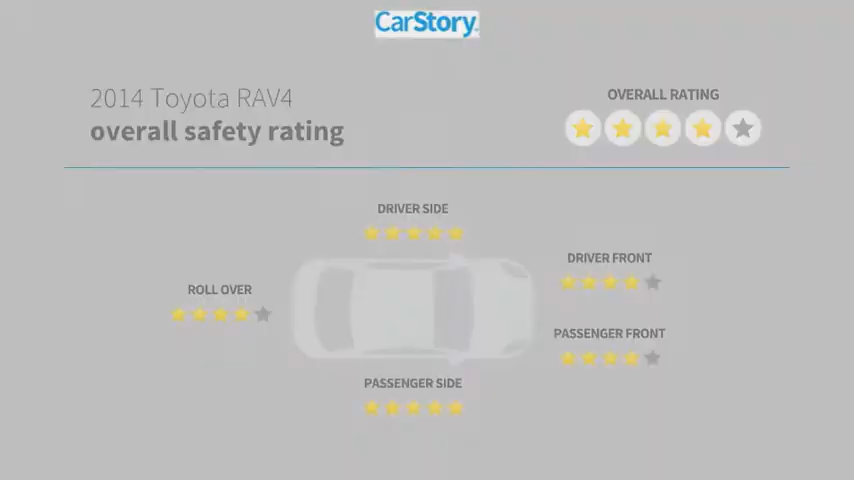 CarStory
2014 Toyota RAV4
overall safety rating
OVERALL RATING
DRIVER SIDE
DRIVER FRONT
ROLL OVER
PASSENGER FRONT
PASSENGER SIDE